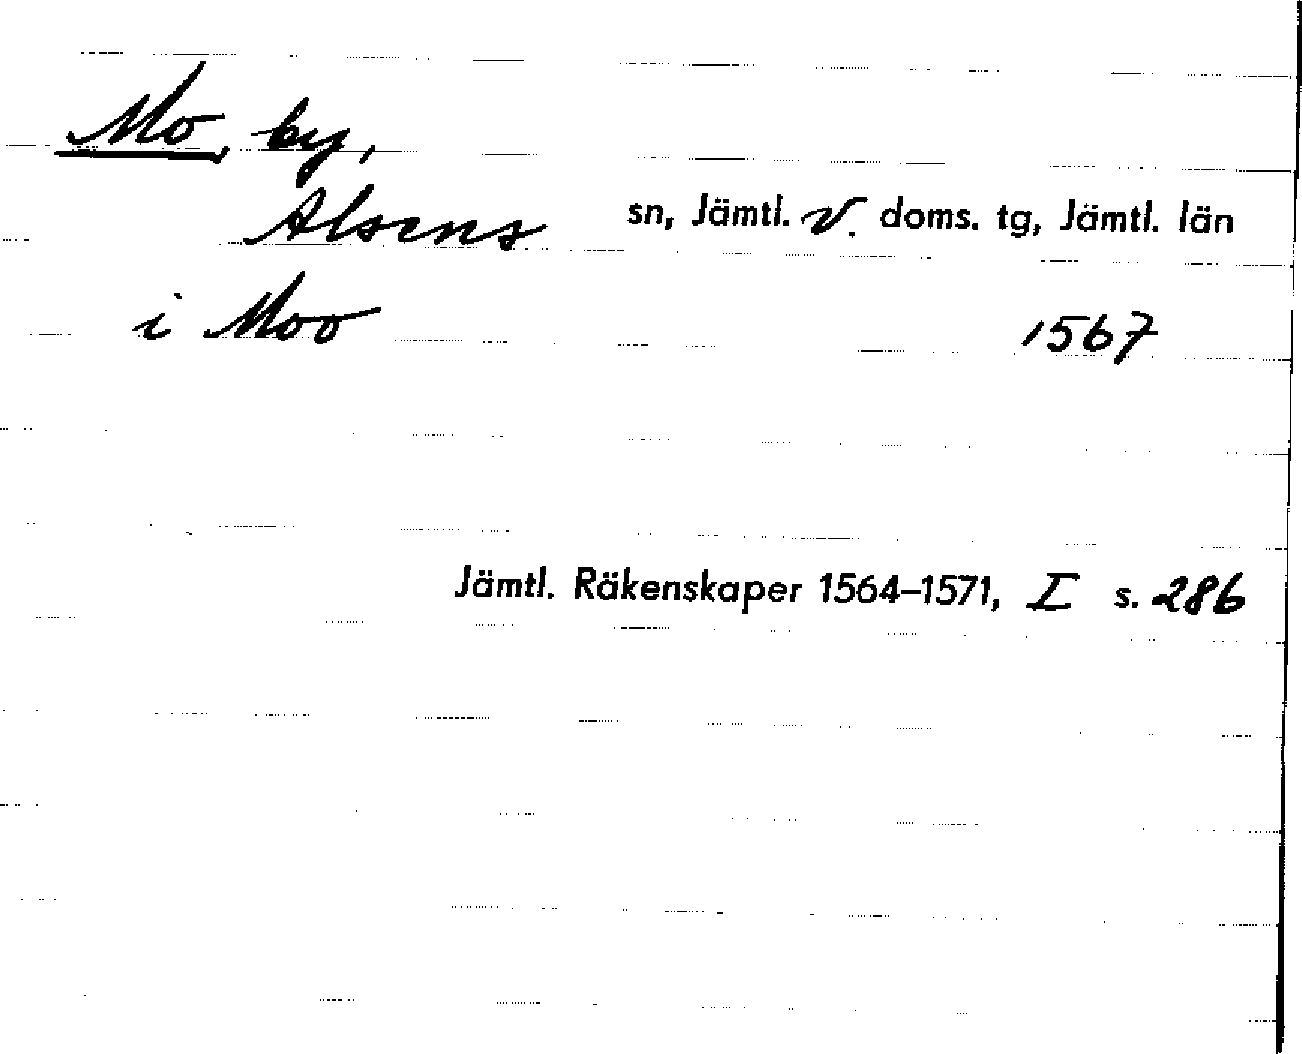 Mo, by,
Alsens sn, Jämtl. V. doms. tg, Jämtl. län
i Moo 1567
Jämtl. Räkenskaper 1564–1571, I s. 286